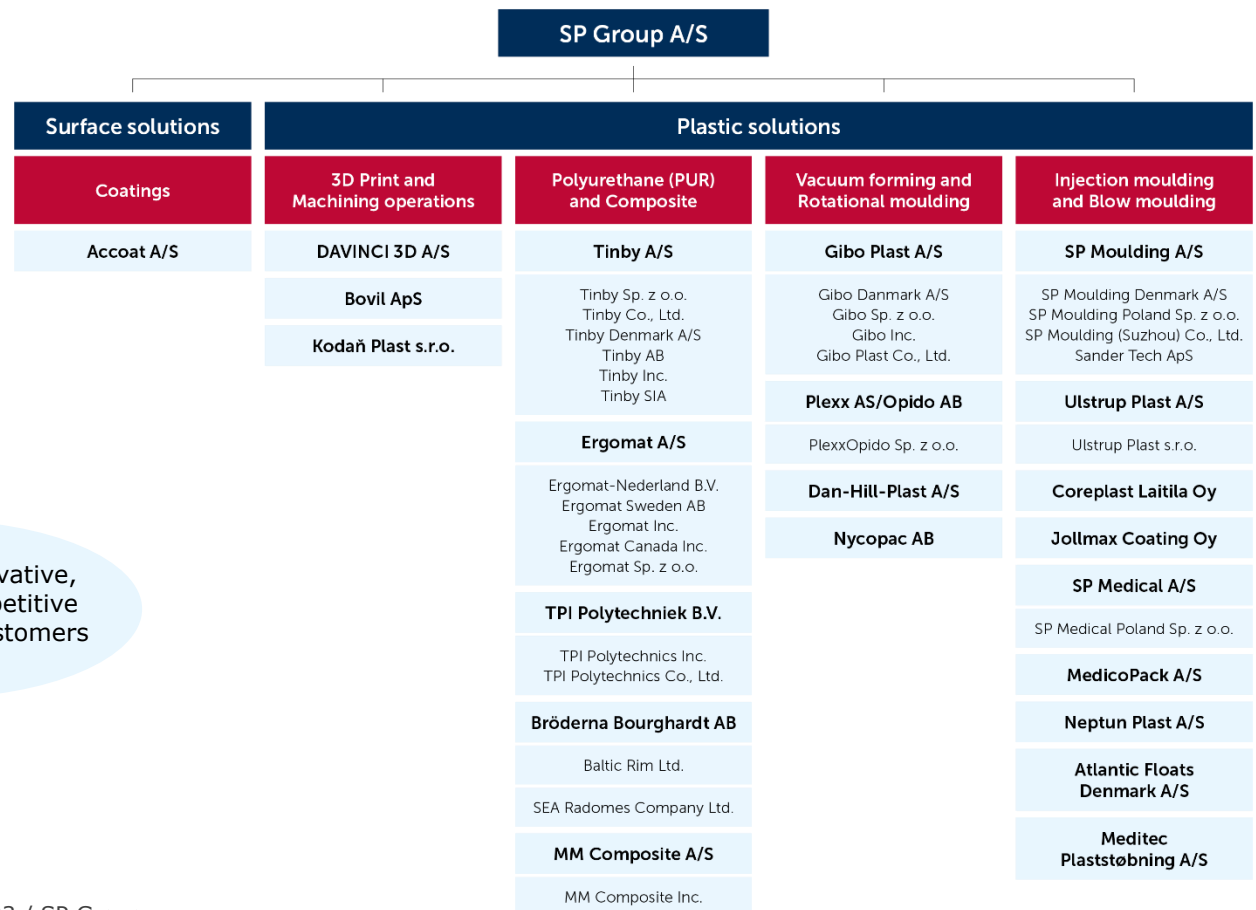 SP Group A/S
Surface solutions
Plastic solutions
Coatings
Accoat A/S
3D Print and
Machining operations
DAVINCI 3D A/S
Bovil ApS
Kodaň Plast s.r.o.
Polyurethane (PUR)
and Composite
Tinby A/S
Tinby Sp. z o.o.
Tinby Co., Ltd.
Tinby Denmark A/S
Tinby AB
Tinby Inc.
Tinby SIA
Ergomat A/S
Ergomat-Nederland B.V.
Ergomat Sweden AB
Ergomat Inc.
Ergomat Canada Inc.
Ergomat Sp. z o.o.
TPI Polytechniek B.V.
TPI Polytechnics Inc.
TPI Polytechnics Co., Ltd.
Bröderna Bourghardt AB
Baltic Rim Ltd.
SEA Radomes Company Ltd.
MM Composite A/S
MM Composite Inc.
Vacuum forming and
Rotational moulding
Gibo Plast A/S
Gibo Danmark A/S
Gibo Sp. z o.o.
Gibo Inc.
Gibo Plast Co., Ltd.
Plexx AS/Opido AB
PlexxOpido Sp. z o.o.
Dan-Hill-Plast A/S
Nycopac AB
Injection moulding
and Blow moulding
SP Moulding A/S
SP Moulding Denmark A/S
SP Moulding Poland Sp. z o.o.
SP Moulding (Suzhou) Co., Ltd.
Sander Tech ApS
Ulstrup Plast A/S
Ulstrup Plast s.r.o.
Coreplast Laitila Oy
Jollmax Coating Oy
SP Medical A/S
SP Medical Poland Sp. z o.o.
MedicoPack A/S
Neptun Plast A/S
Atlantic Floats
Denmark A/S
Meditec
Plaststøbning A/S
vative,
etitive
stomers